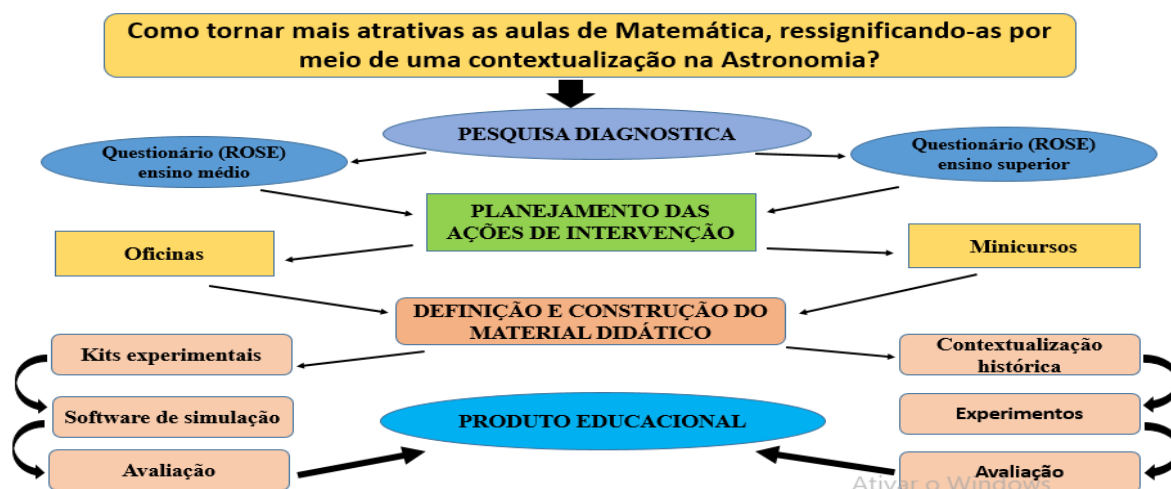 Como tornar mais atrativas as aulas de Matemática, ressignificando-as por
meio de uma contextualização na Astronomia?
PESQUISA DIAGNOSTICA
Questionário (ROSE)
ensino médio
Questionário (ROSE)
ensino superior
PLANEJAMENTO DAS
AÇÕES DE INTERVENÇÃO
Oficinas
Minicursos
DEFINIÇÃO E CONSTRUÇÃO DO
MATERIAL DIDÁTICO
Kits experimentais
Contextualização
histórica
Software de simulação
PRODUTO EDUCACIONAL
Experimentos
Avaliação
Avaliação
Ativar o Windows